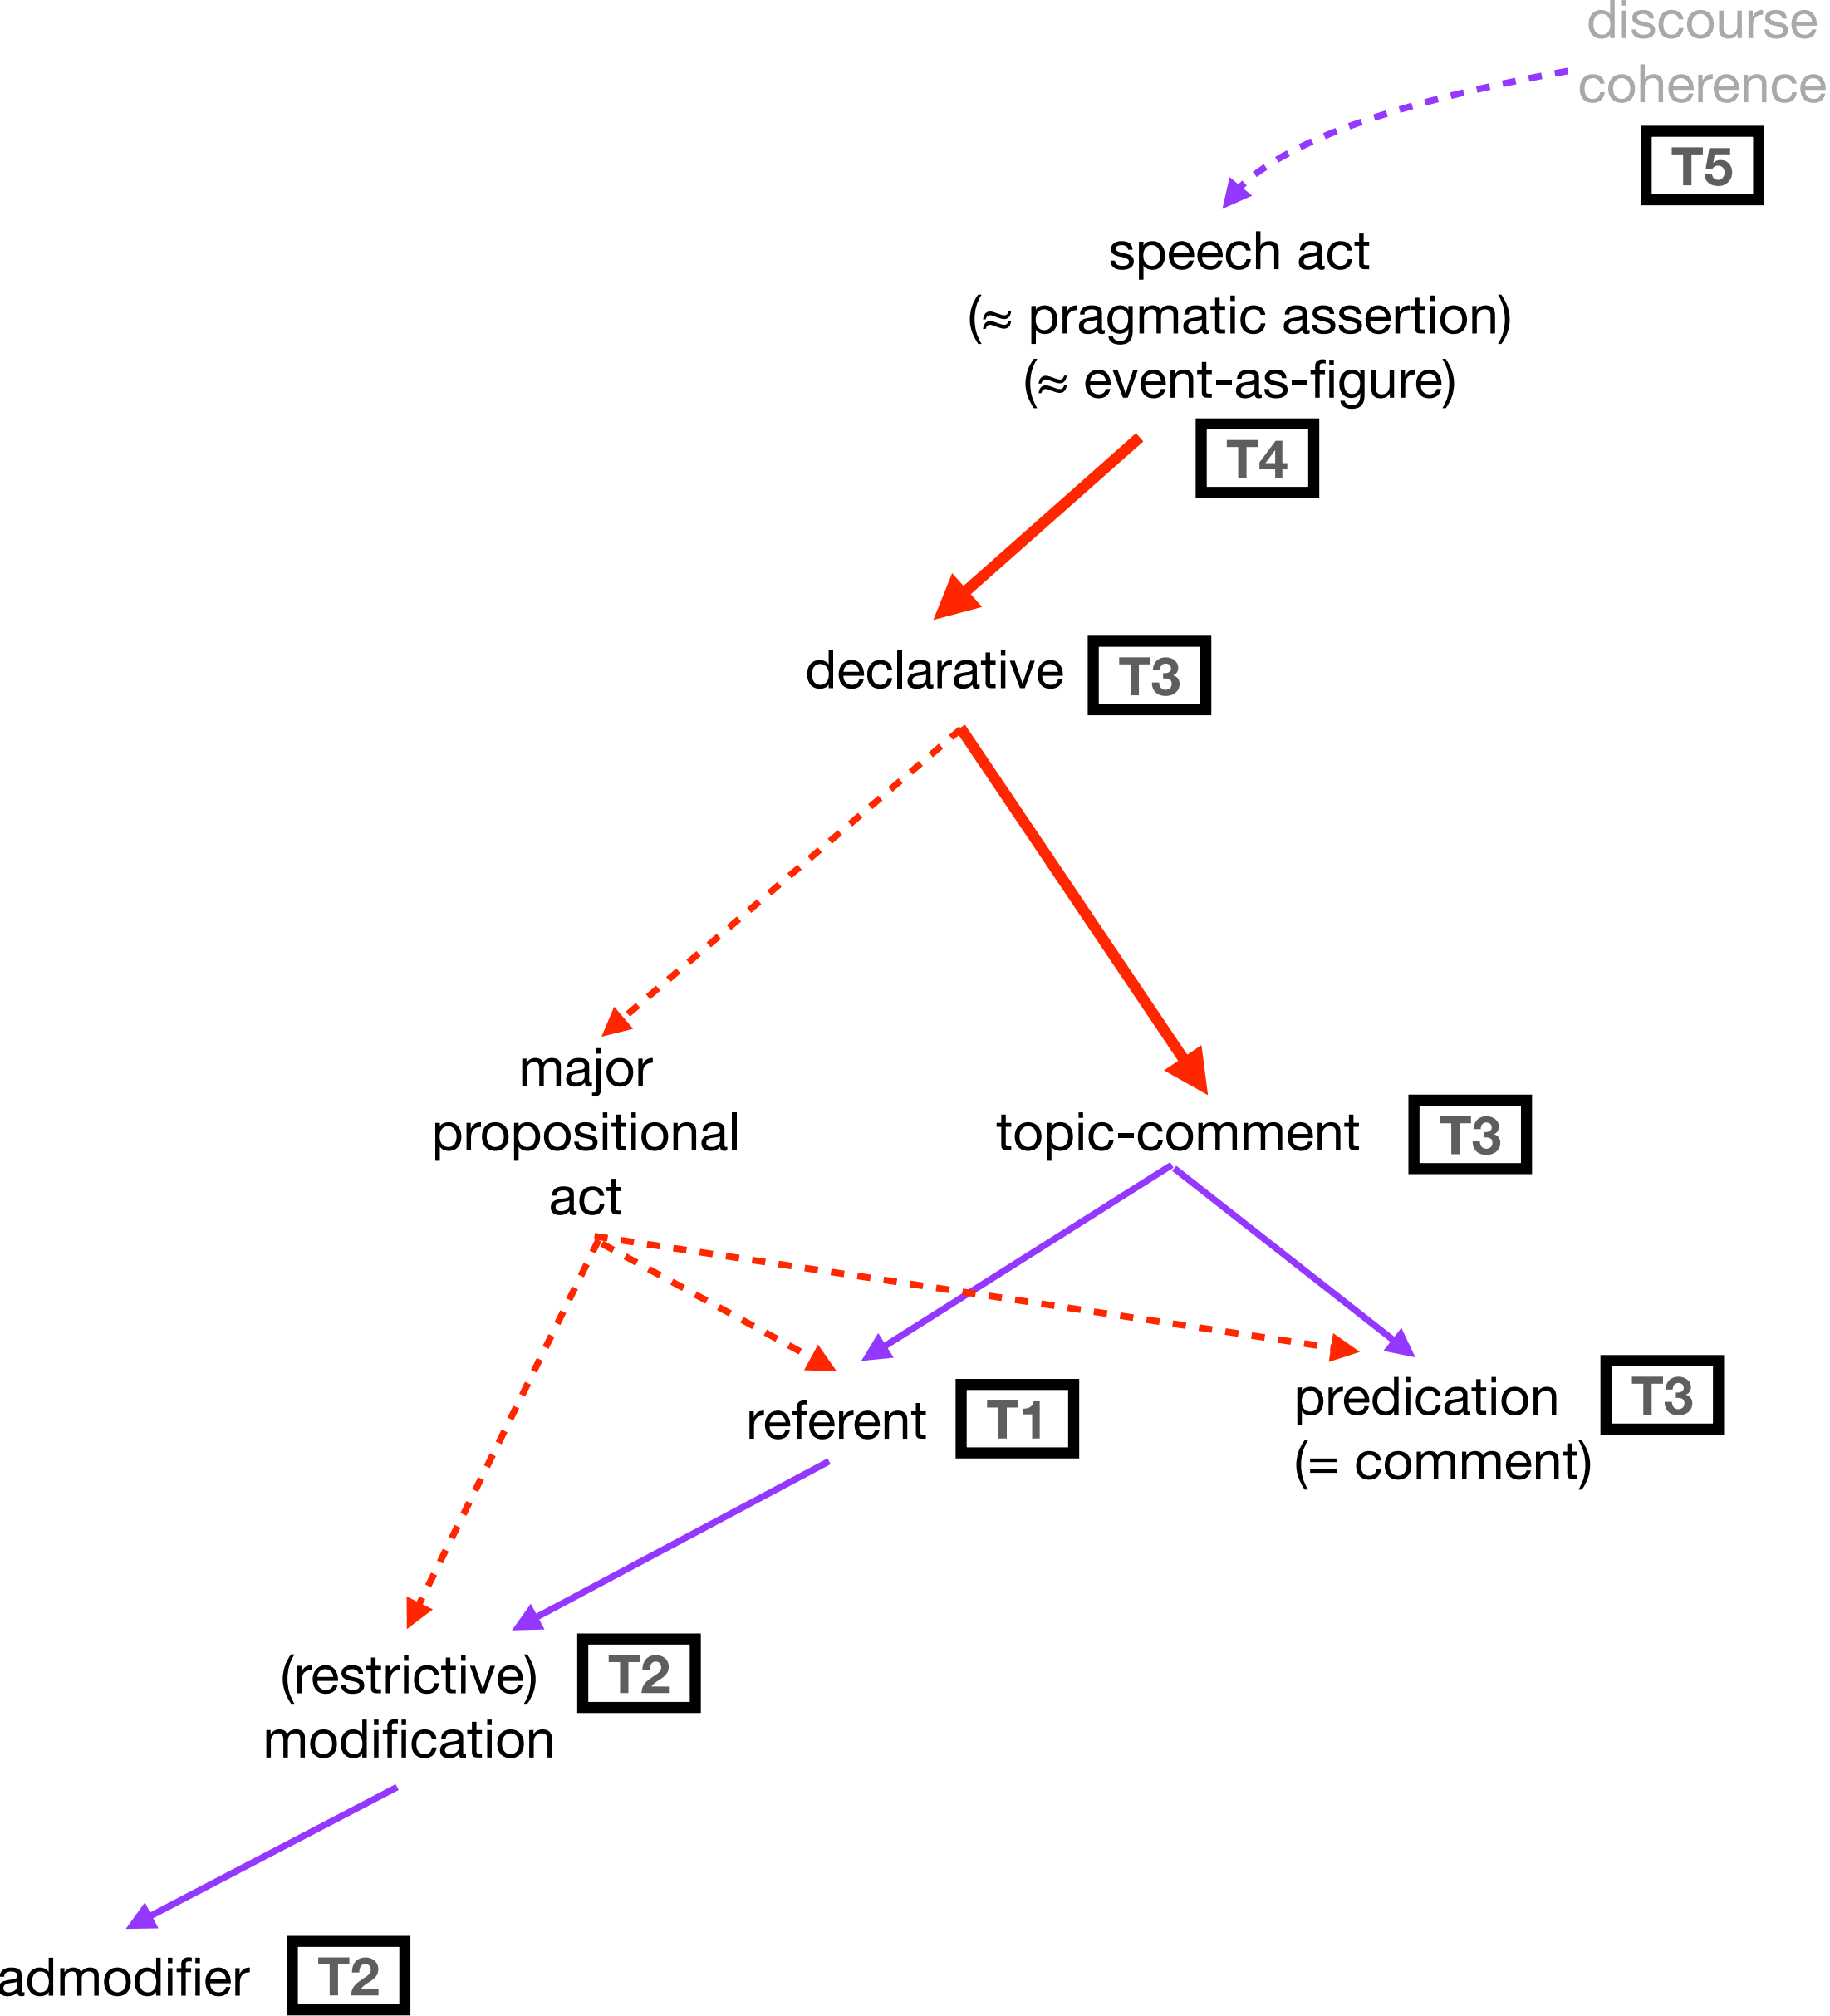 discourse
coherence
T5
speech act
(≈ pragmatic assertion)
(≈ event-as-figure)
T4
declarative
T3
major
propositional
act
topic-comment
T3
referent
T1
predication
(= comment)
T3
(restrictive)
modification
T2
admodifier
T2